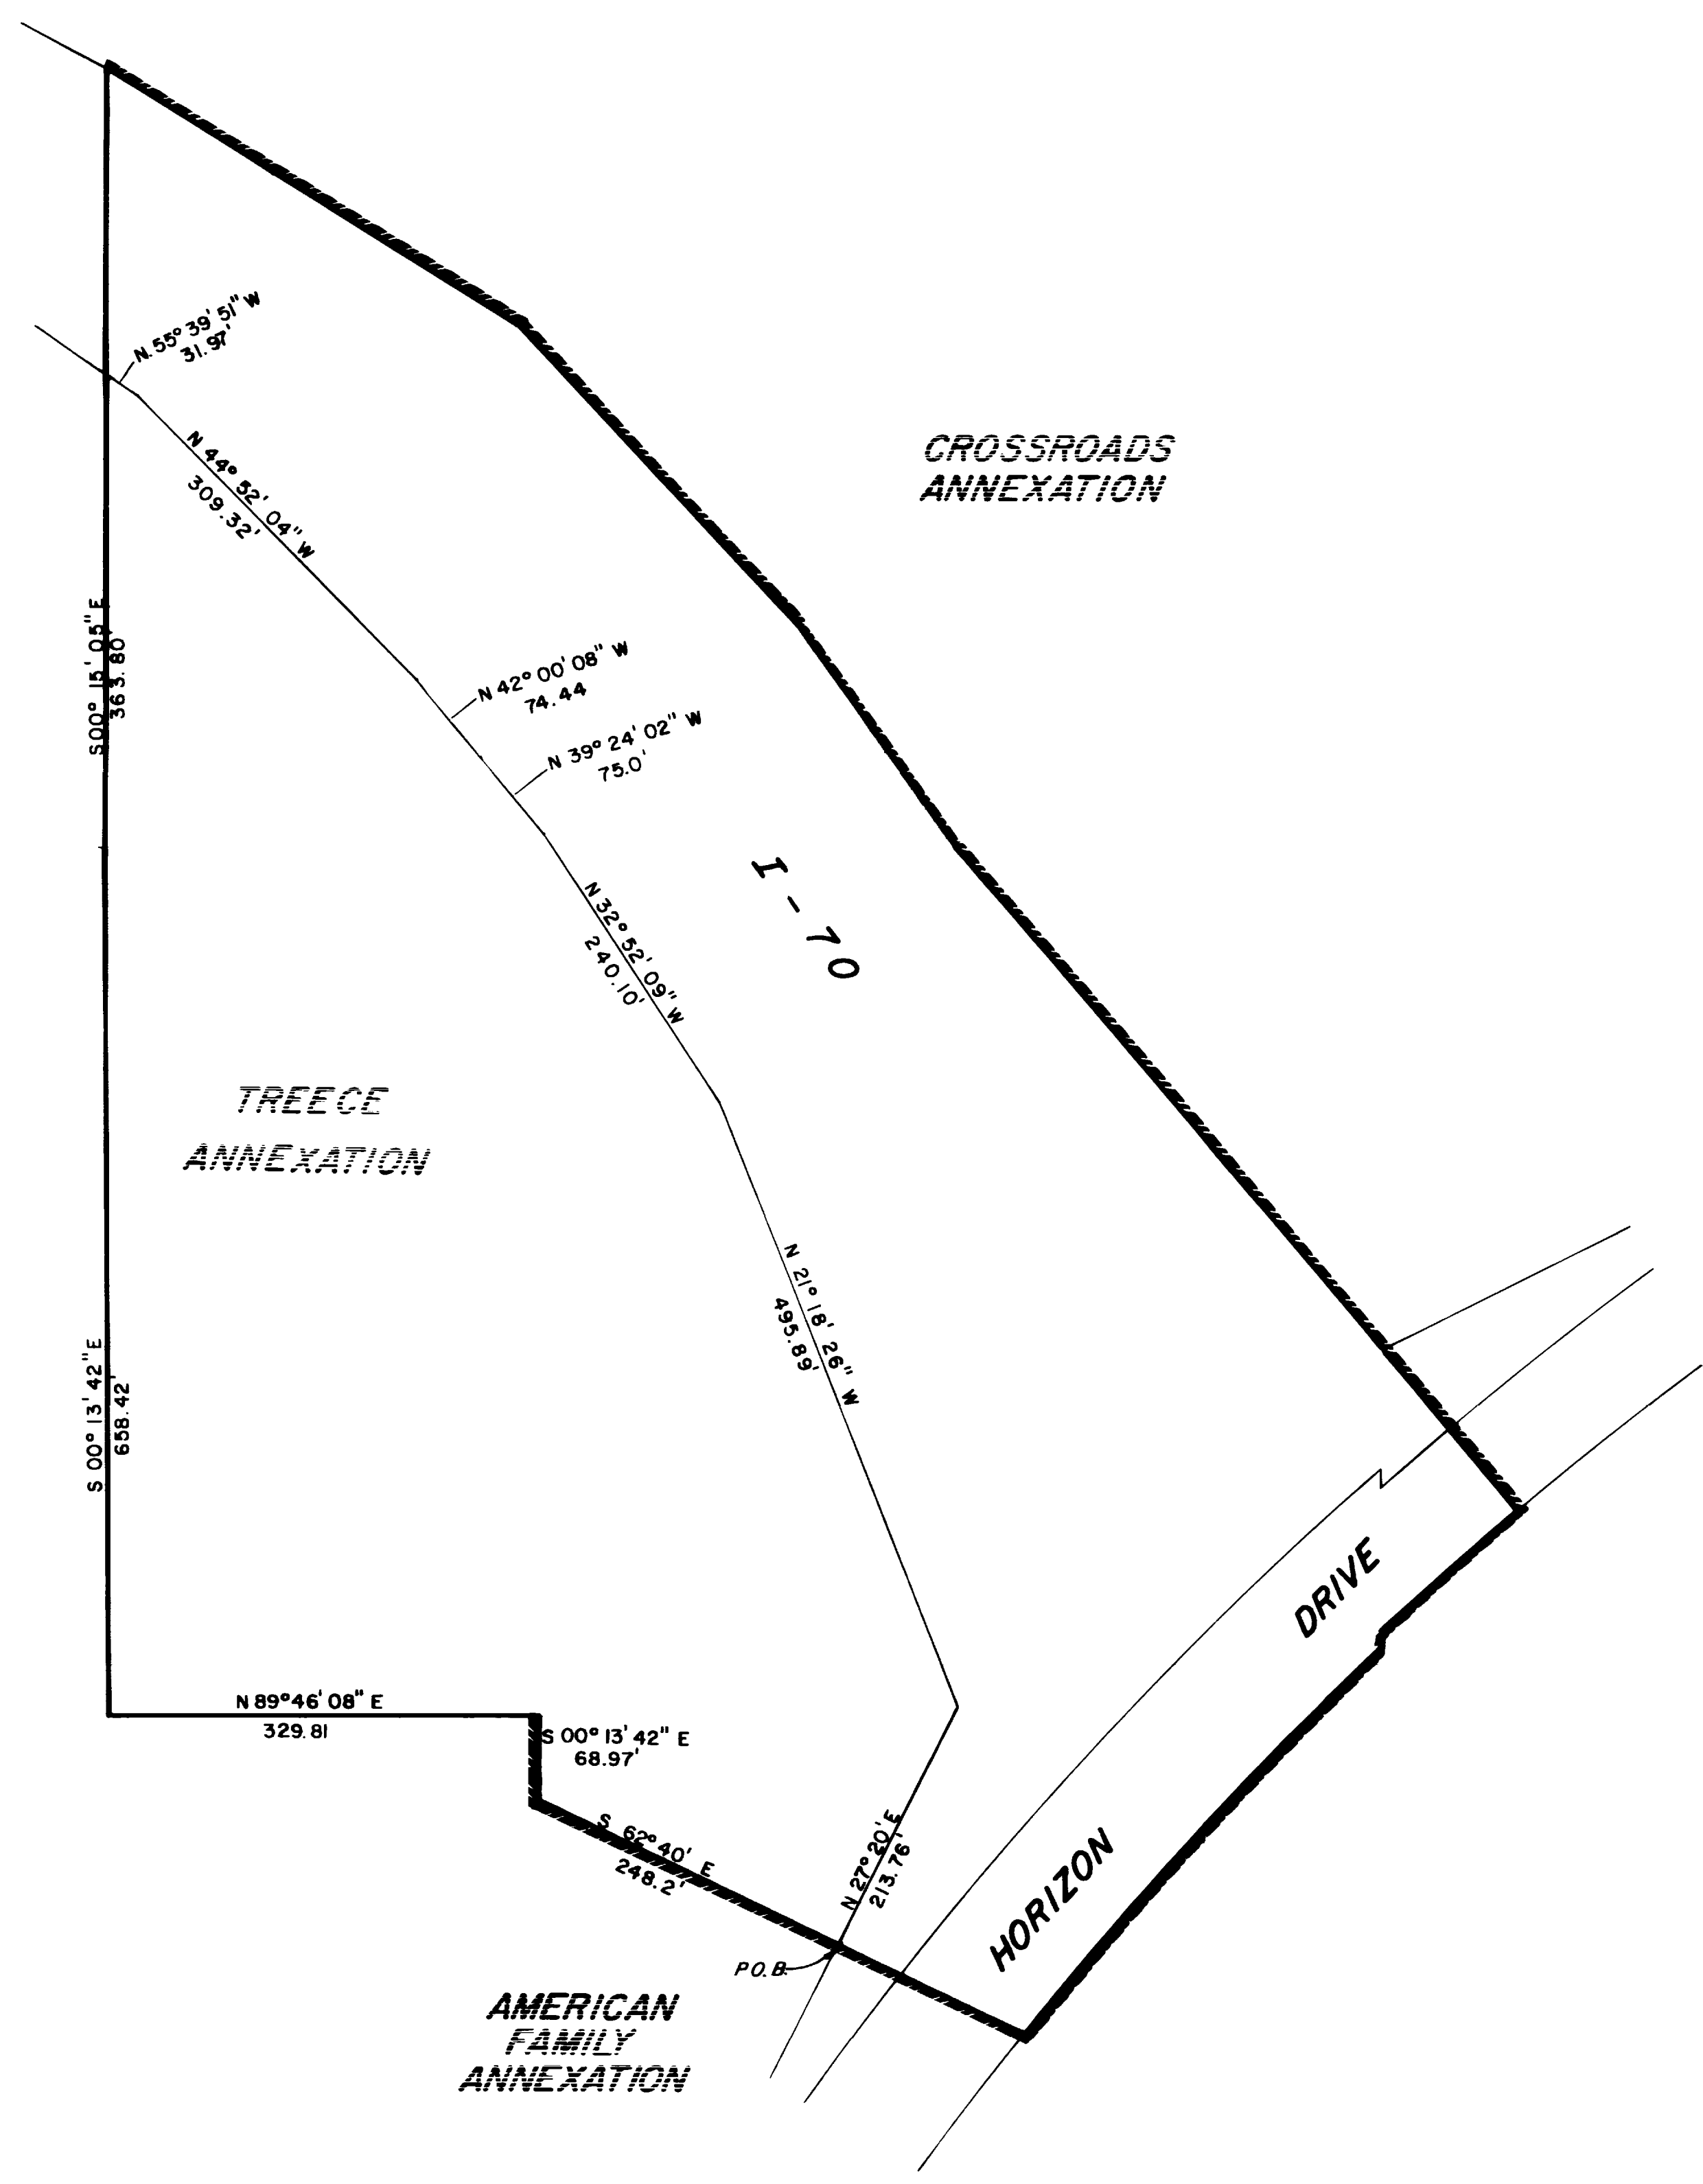 N. 55° 39' 51" W
31.97'
N 44° 52' 04" W
309.32'
CROSSROADS
ANNEXATION
S00° 15' 05" E
363.80'
N 42° 00' 08" W
74.44
N 39° 24' 02" W
75.0'
I - 70
N 32° 52' 09" W
240.10'
TREECE
ANNEXATION
N 21° 18' 26" W
495.89'
S 00° 13' 42" E
658.42'
DRIVE
N 89° 46' 08" E
329.81
S 00° 13' 42" E
68.97'
S 62° 40' E
248.2'
N 27° 20' E
213.76'
HORIZON
P.O.B.
AMERICAN
FAMILY
ANNEXATION